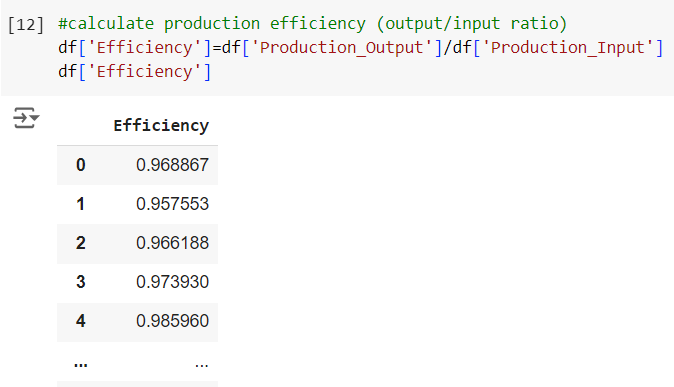 [12] #calculate production efficiency (output/input ratio)
df['Efficiency']=df['Production_Output']/df['Production_Input']
df['Efficiency']
Efficiency
0 0.968867
1 0.957553
2 0.966188
3 0.973930
4 0.985960
... ...